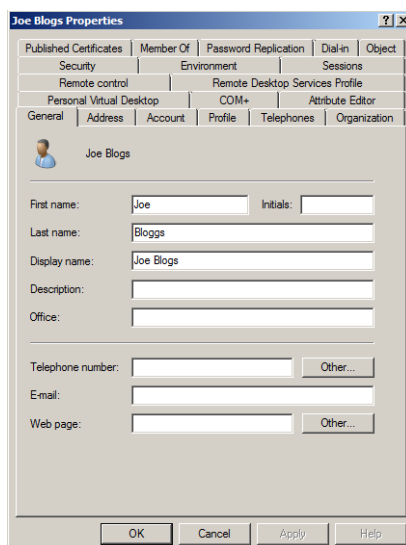 Joe Blogs Properties ? x
Published Certificates Member Of Password Replication Dial-in Object
Security Environment Sessions
Remote control Remote Desktop Services Profile
Personal Virtual Desktop COM+ Attribute Editor
General Address Account Profile Telephones Organization
Joe Blogs
First name: Joe Initials:
Last name: Bloggs
Display name: Joe Blogs
Description:
Office:
Telephone number: Other...
E-mail:
Web page: Other...
OK Cancel Apply Help